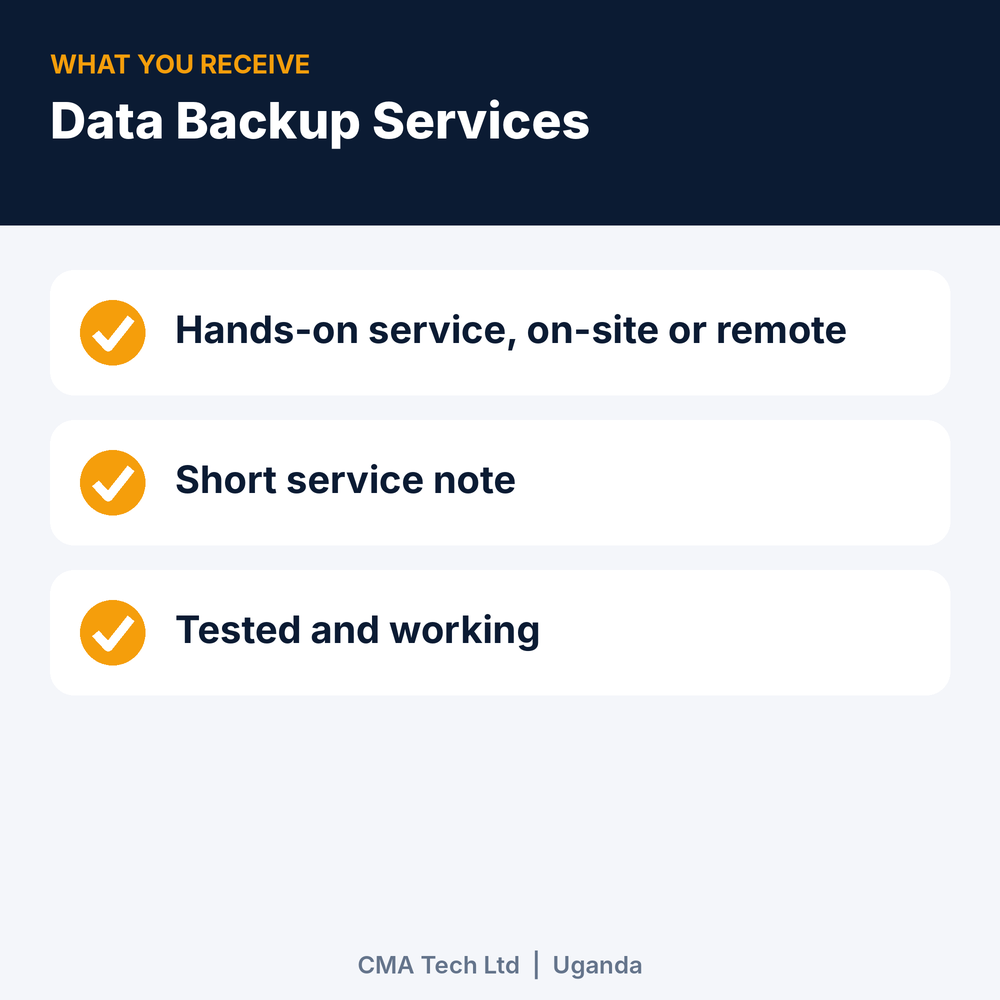 WHAT YOU RECEIVE
Data Backup Services
Hands-on service, on-site or remote
Short service note
Tested and working
CMA Tech Ltd | Uganda